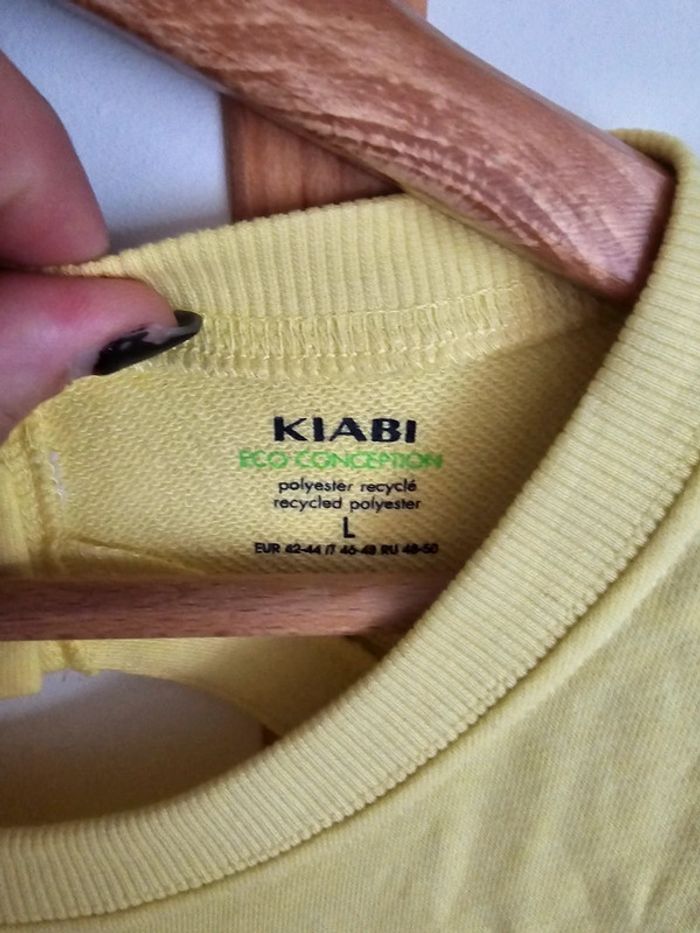 KIABI
ECO CONCEPTION
polyester recyclé
recycled polyester
L
EUR 42-44 IT 46-48 RU 48-50